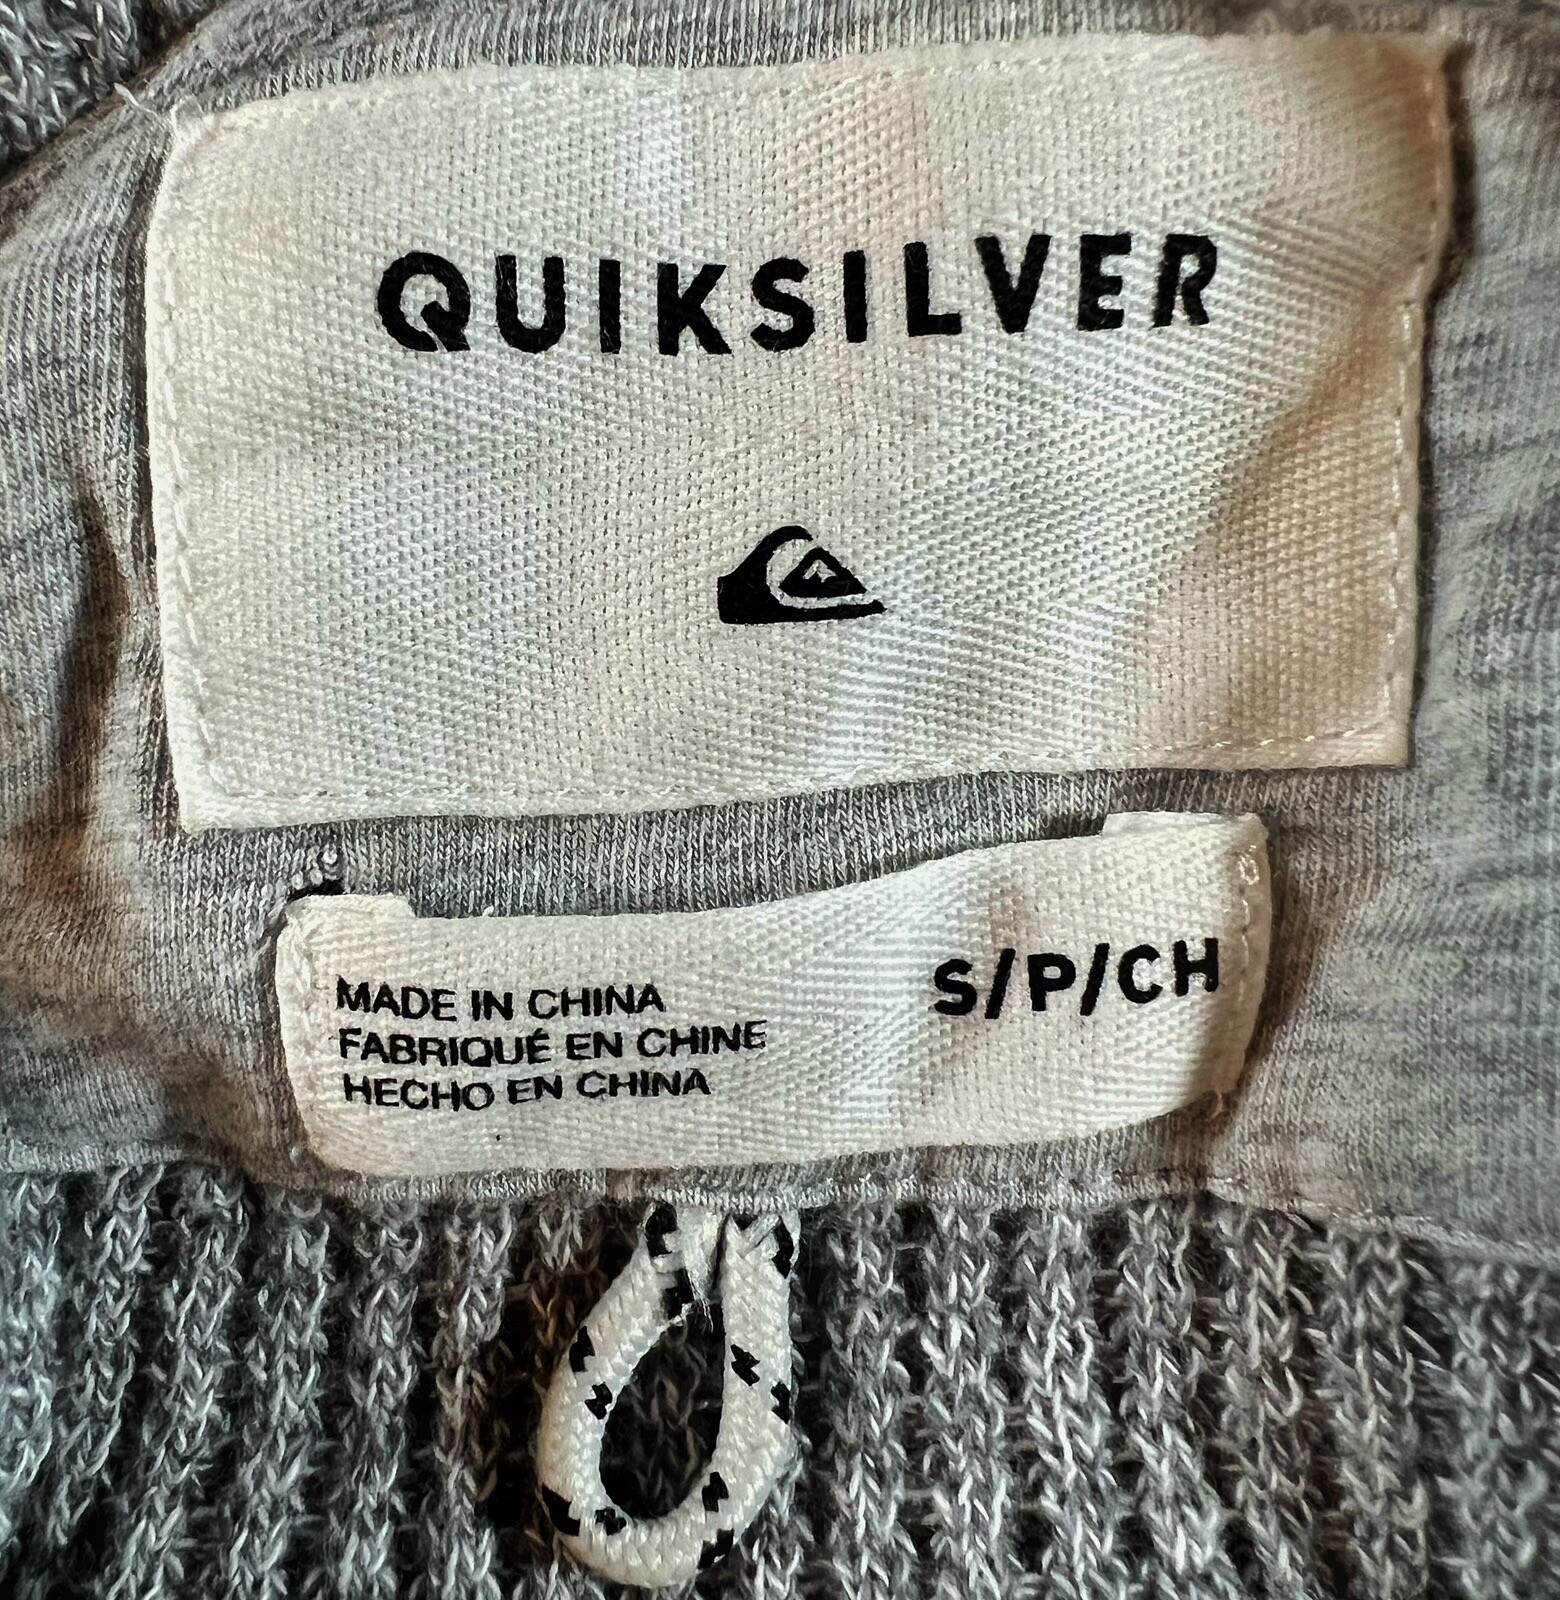 QUIKSILVER
MADE IN CHINA
FABRIQUÉ EN CHINE
HECHO EN CHINA
S/P/CH